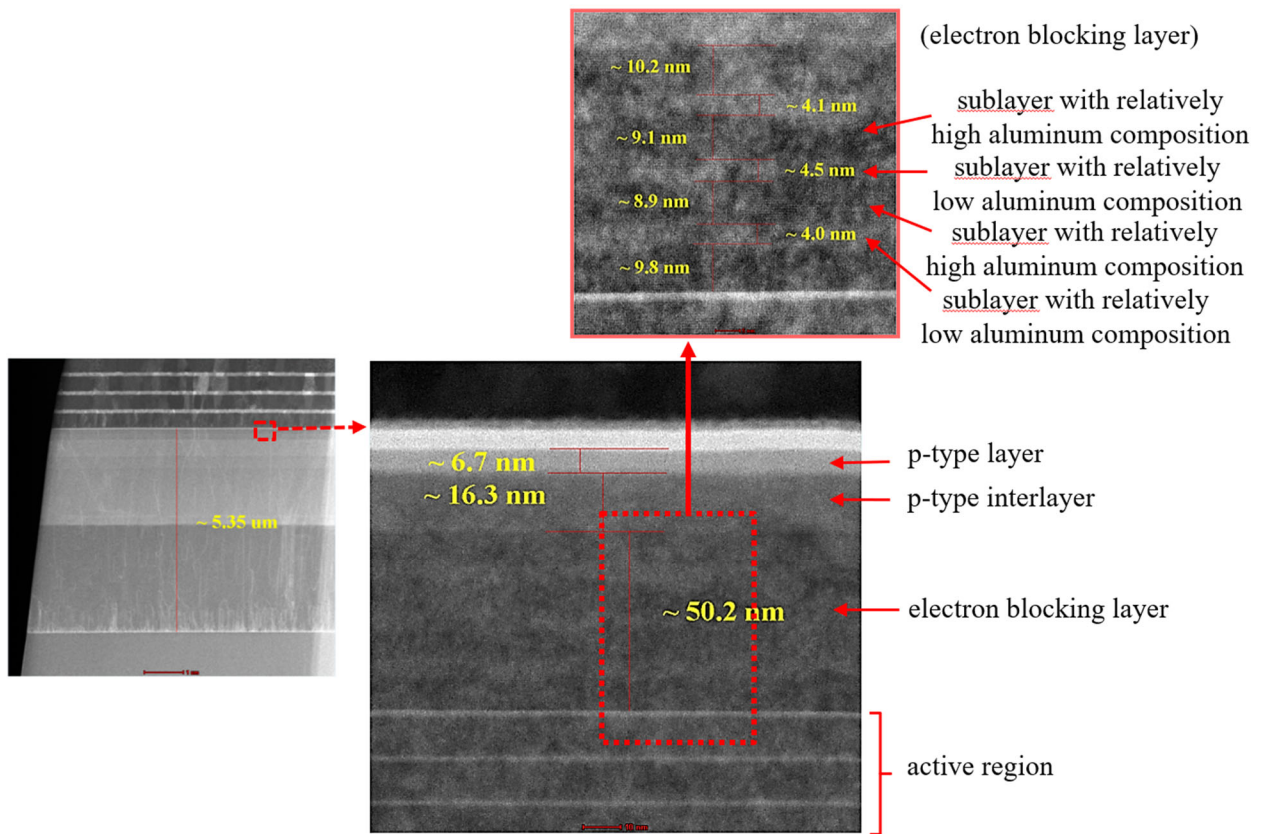 (electron blocking layer)
~ 10.2 nm
~ 4.1 nm
~ 9.1 nm
~ 4.5 nm
~ 8.9 nm
~ 4.0 nm
~ 9.8 nm
sublayer with relatively
high aluminum composition
sublayer with relatively
low aluminum composition
sublayer with relatively
high aluminum composition
sublayer with relatively
low aluminum composition
~ 5.35 um
~ 6.7 nm
~ 16.3 nm
~ 50.2 nm
p-type layer
p-type interlayer
electron blocking layer
active region